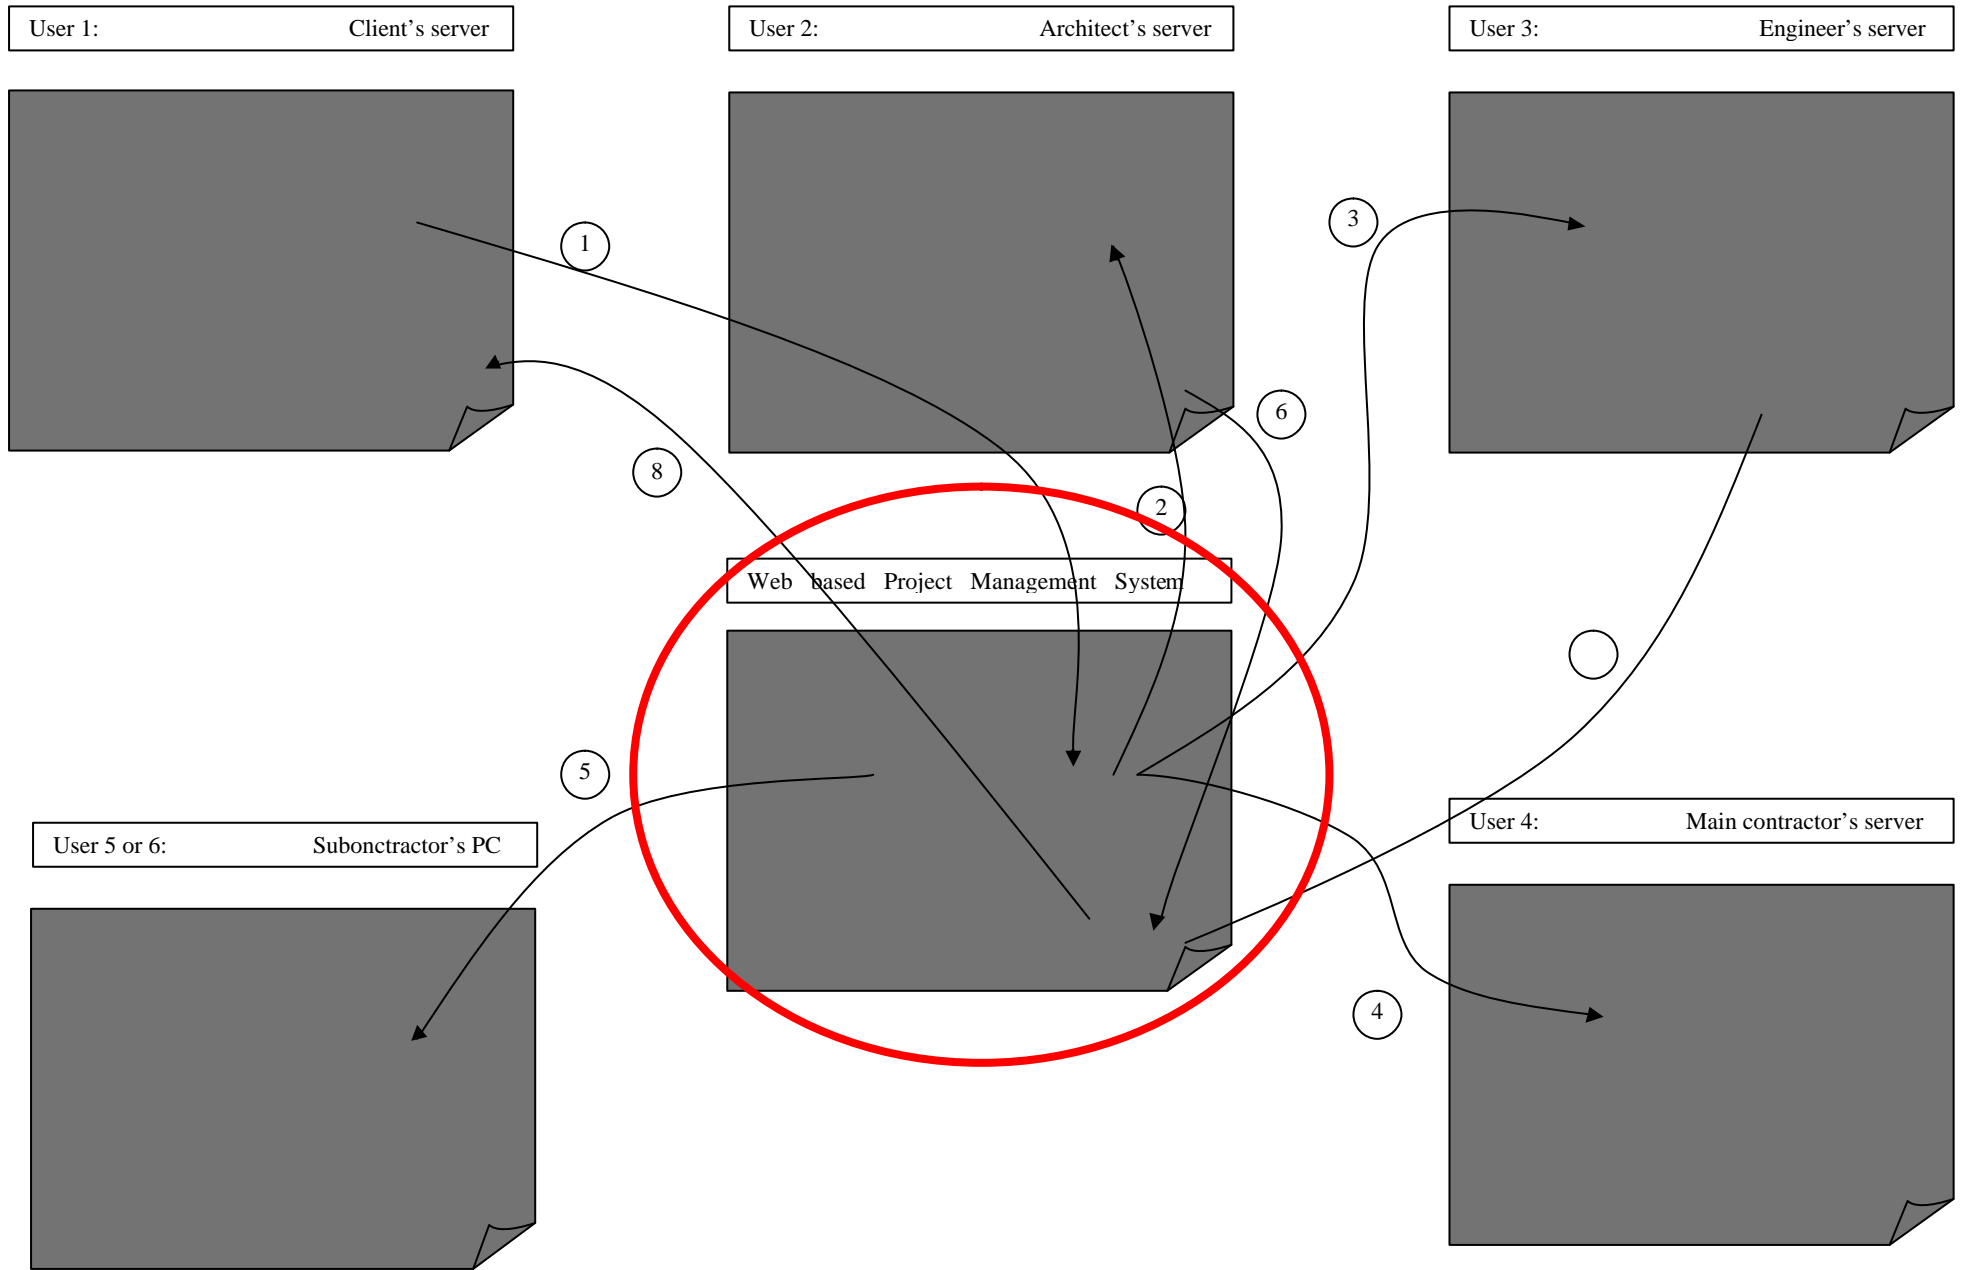 User 1: Client’s server
User 2: Architect’s server
User 3: Engineer’s server
1
3
6
8
2
Web based Project Management System
5
User 5 or 6: Subonctractor’s PC
User 4: Main contractor’s server
4